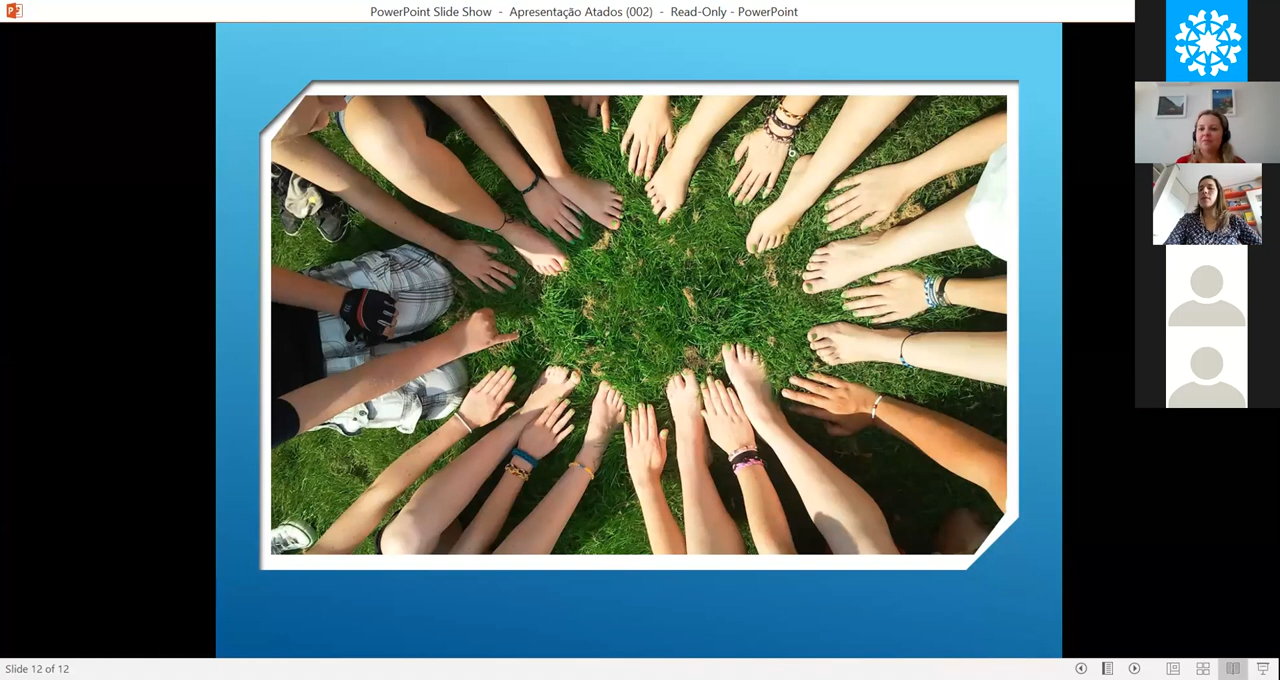 PowerPoint Slide Show - Apresentação Atados (002) - Read-Only - PowerPoint
Slide 12 of 12